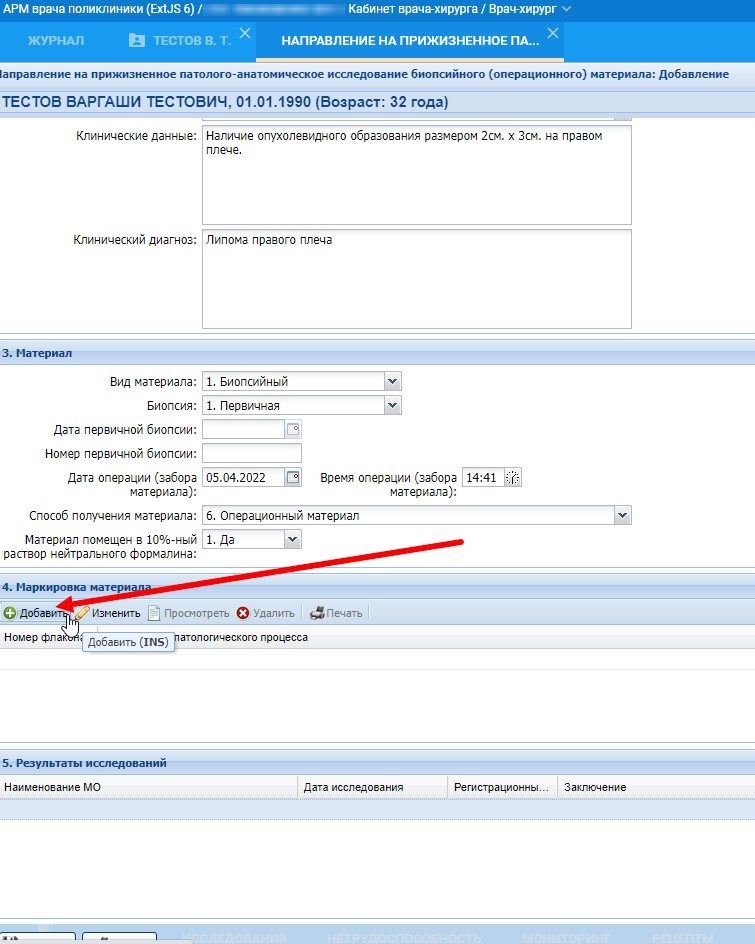 АРМ врача поликлиники (ExtJS 6) / Кабинет врача-хирурга / Врач-хирург
ЖУРНАЛ ТЕСТОВ В. Т. НАПРАВЛЕНИЕ НА ПРИЖИЗНЕННОЕ ПА...
Направление на прижизненное патолого-анатомическое исследование биопсийного (операционного) материала: Добавление
ТЕСТОВ ВАРГАШИ ТЕСТОВИЧ, 01.01.1990 (Возраст: 32 года)
Клинические данные: Наличие опухолевидного образования размером 2см. х 3см. на правом
плече.
Клинический диагноз: Липома правого плеча
3. Материал
Вид материала: 1. Биопсийный
Биопсия: 1. Первичная
Дата первичной биопсии:
Номер первичной биопсии:
Дата операции (забора материала): 05.04.2022 Время операции (забора материала): 14:41
Способ получения материала: 6. Операционный материал
Материал помещен в 10%-ный
раствор нейтрального формалина: 1. Да
4. Маркировка материала
Добавить Изменить Просмотреть Удалить Печать
Номер флакона патологического процесса
Добавить (INS)
5. Результаты исследований
Наименование МО Дата исследования Регистрационны... Заключение
ИССЛЕДОВАНИЯ НЕТРУДОСПОСОБНОСТЬ МОНИТОРИНГ РЕЦЕПТЫ